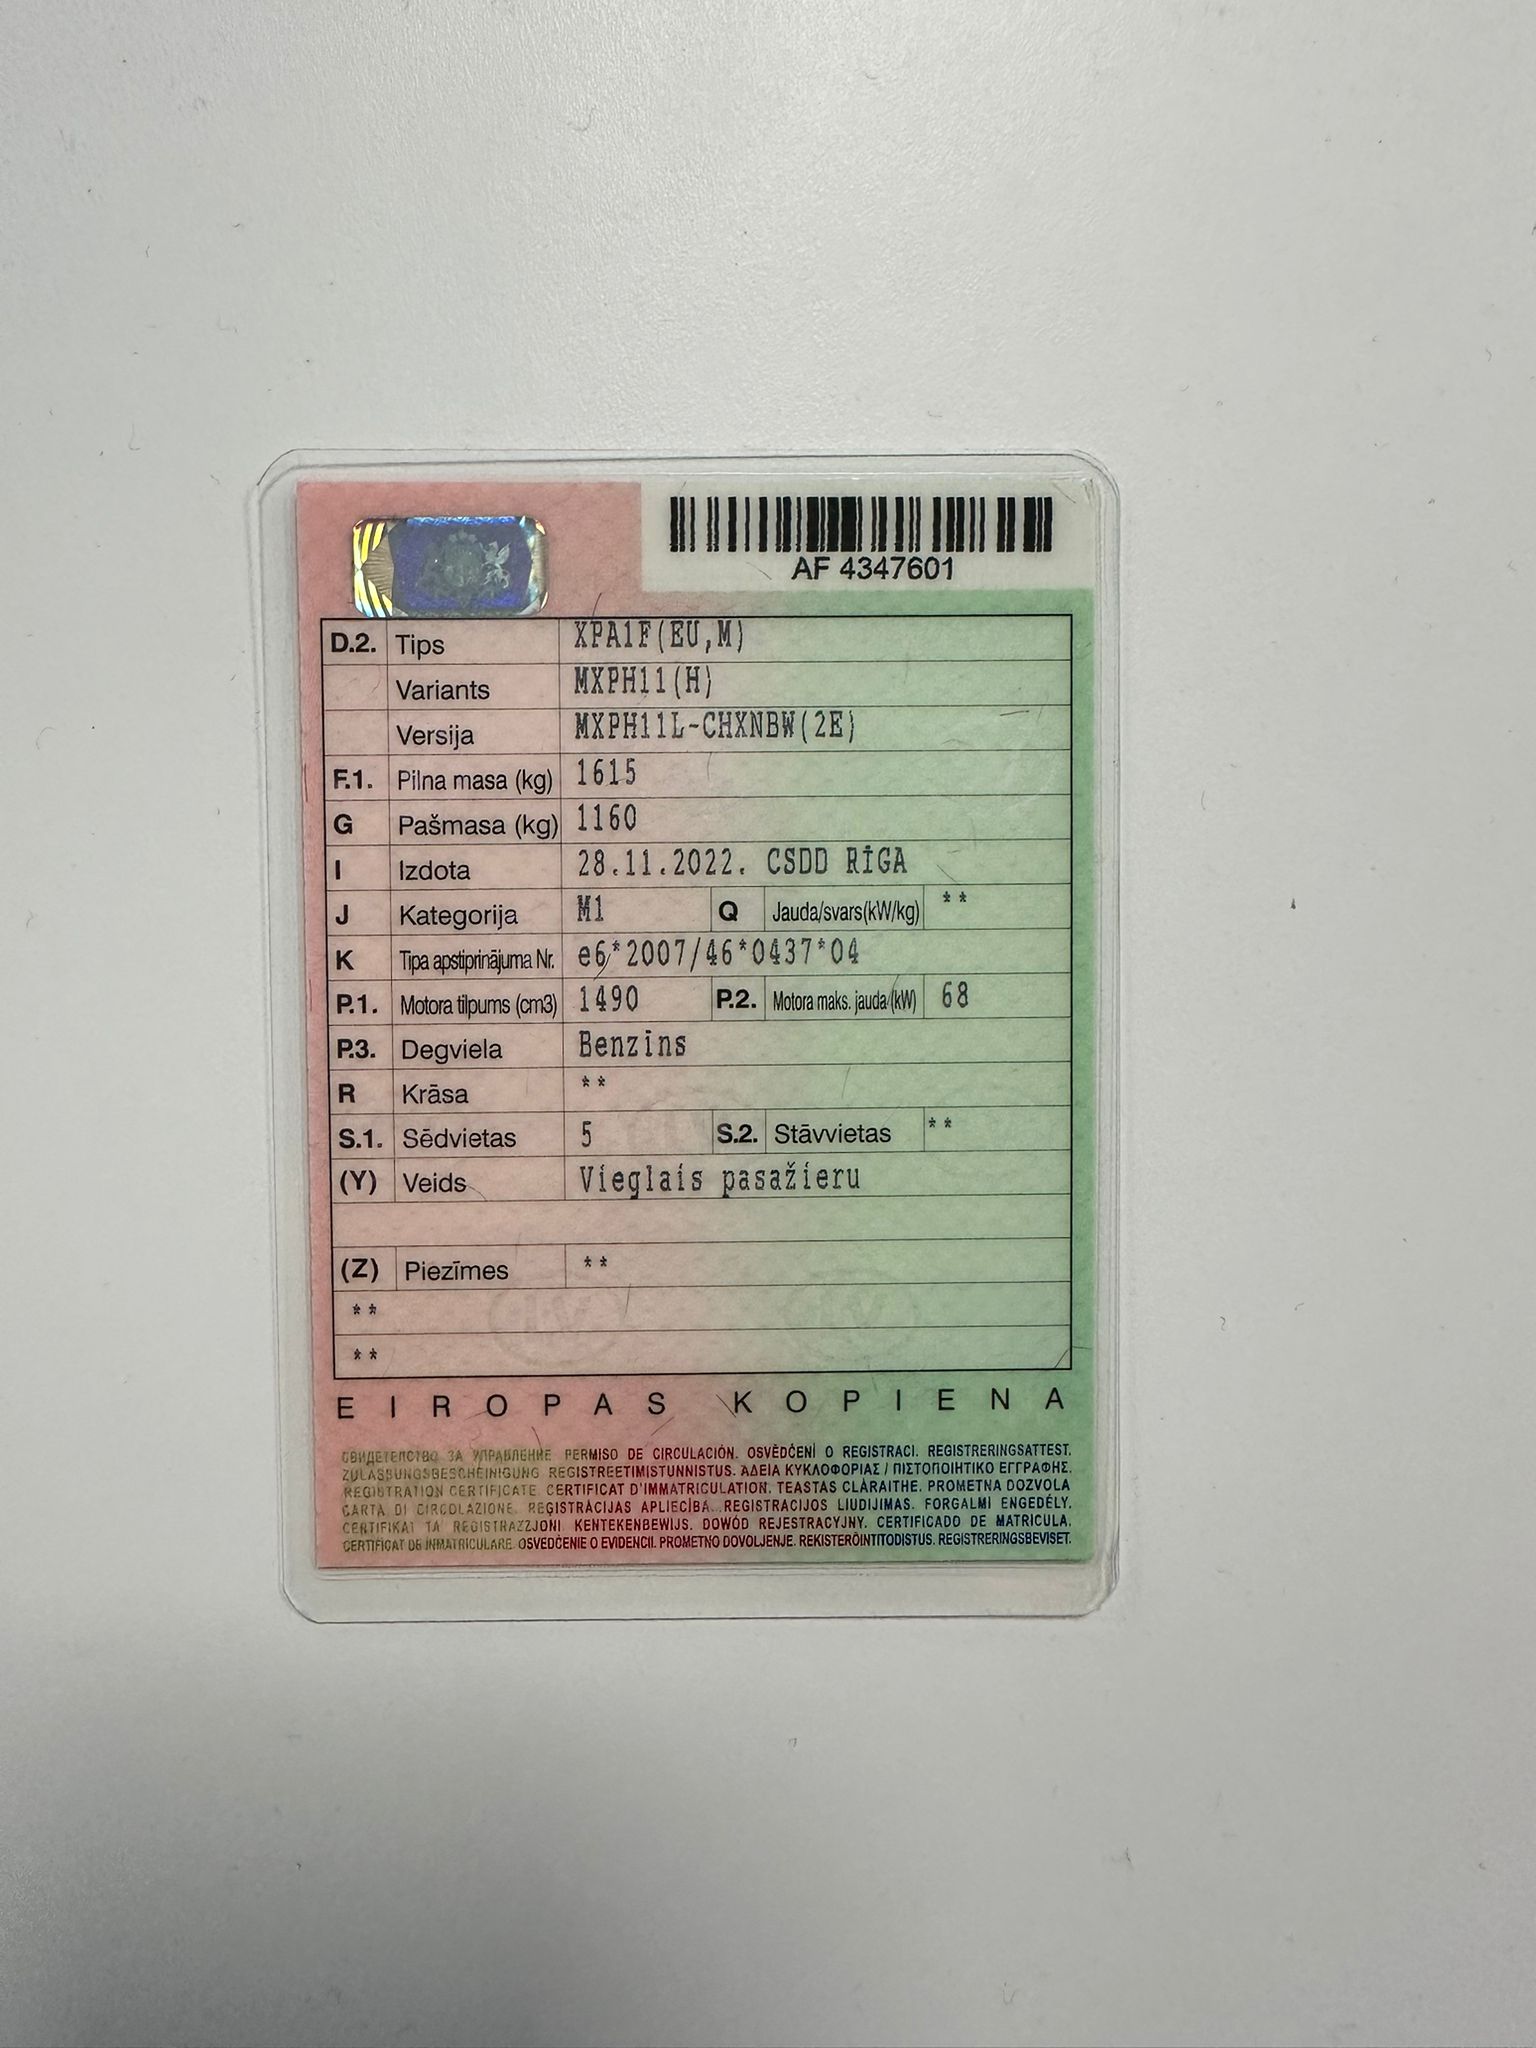 AF 4347601
D.2. Tips XPA1F(EU,M)
Variants MXPH11(H)
Versija MXPH11L-CHXNBW(2E)
F.1. Pilna masa (kg) 1615
G Pašmasa (kg) 1160
I Izdota 28.11.2022. CSDD RĪGA
J Kategorija M1 Q Jauda/svars(kW/kg) **
K Tipa apstiprinājuma Nr. e6*2007/46*0437*04
P.1. Motora tilpums (cm3) 1490 P.2. Motora maks. jauda (kW) 68
P.3. Degviela Benzīns
R Krāsa **
S.1. Sēdvietas 5 S.2. Stāvvietas **
(Y) Veids Vieglais pasažieru
(Z) Piezīmes **
**
**
EIROPAS KOPIENA
СВИДЕТЕЛСТВО ЗА УПРАВЛЕНИЕ PERMISO DE CIRCULACIÓN. OSVĚDČENÍ O REGISTRACI. REGISTRERINGSATTEST.
ZULASSUNGSBESCHEINIGUNG REGISTREETIMISTUNNISTUS. ΑΔΕΙΑ ΚΥΚΛΟΦΟΡΙΑΣ / ΠΙΣΤΟΠΟΙΗΤΙΚΟ ΕΓΓΡΑΦΗΣ.
REGISTRATION CERTIFICATE. CERTIFICAT D'IMMATRICULATION. TEASTAS CLÁRAITHE. PROMETNA DOZVOLA
CARTA DI CIRCOLAZIONE. REĢISTRĀCIJAS APLIECĪBA. REGISTRACIJOS LIUDIJIMAS. FORGALMI ENGEDÉLY.
CERTIFIKAT TA REĠISTRAZZJONI. KENTEKENBEWIJS. DOWÓD REJESTRACYJNY. CERTIFICADO DE MATRICULA.
CERTIFICAT DE INMATRICULARE. OSVEDČENIE O EVIDENCII. PROMETNO DOVOLJENJE. REKISTERÖINTITODISTUS. REGISTRERINGSBEVISET.